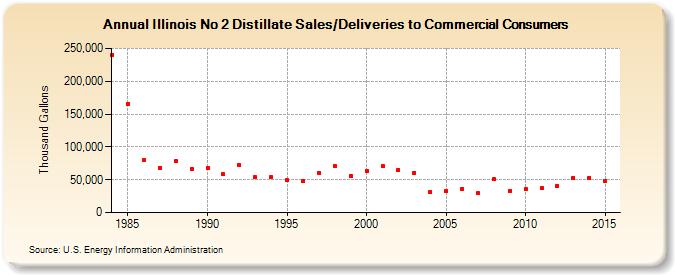 Annual Illinois No 2 Distillate Sales/Deliveries to Commercial Consumers
Thousand Gallons
250,000
200,000
150,000
100,000
50,000
0
1985 1990 1995 2000 2005 2010 2015
Source: U.S. Energy Information Administration